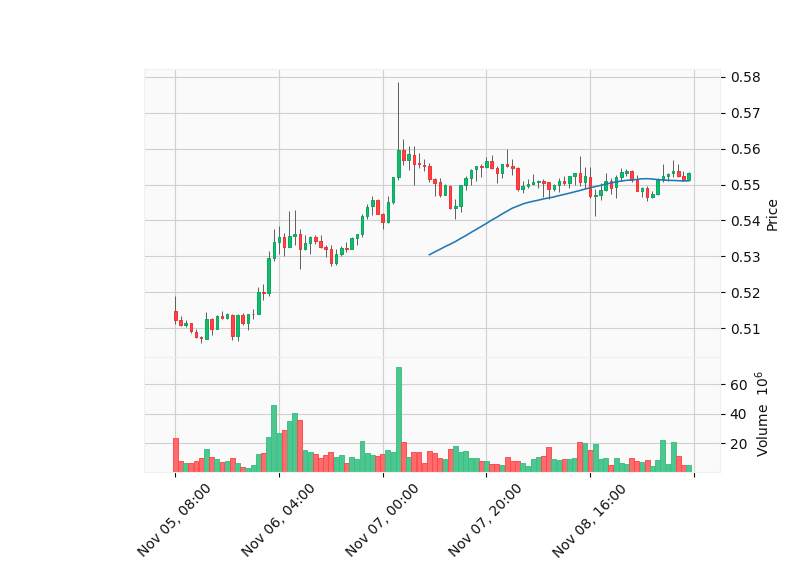 0.58
0.57
0.56
0.55
0.54
0.53
0.52
0.51
Price
60
40
20
Volume 10^6
Nov 05, 08:00
Nov 06, 04:00
Nov 07, 00:00
Nov 07, 20:00
Nov 08, 16:00